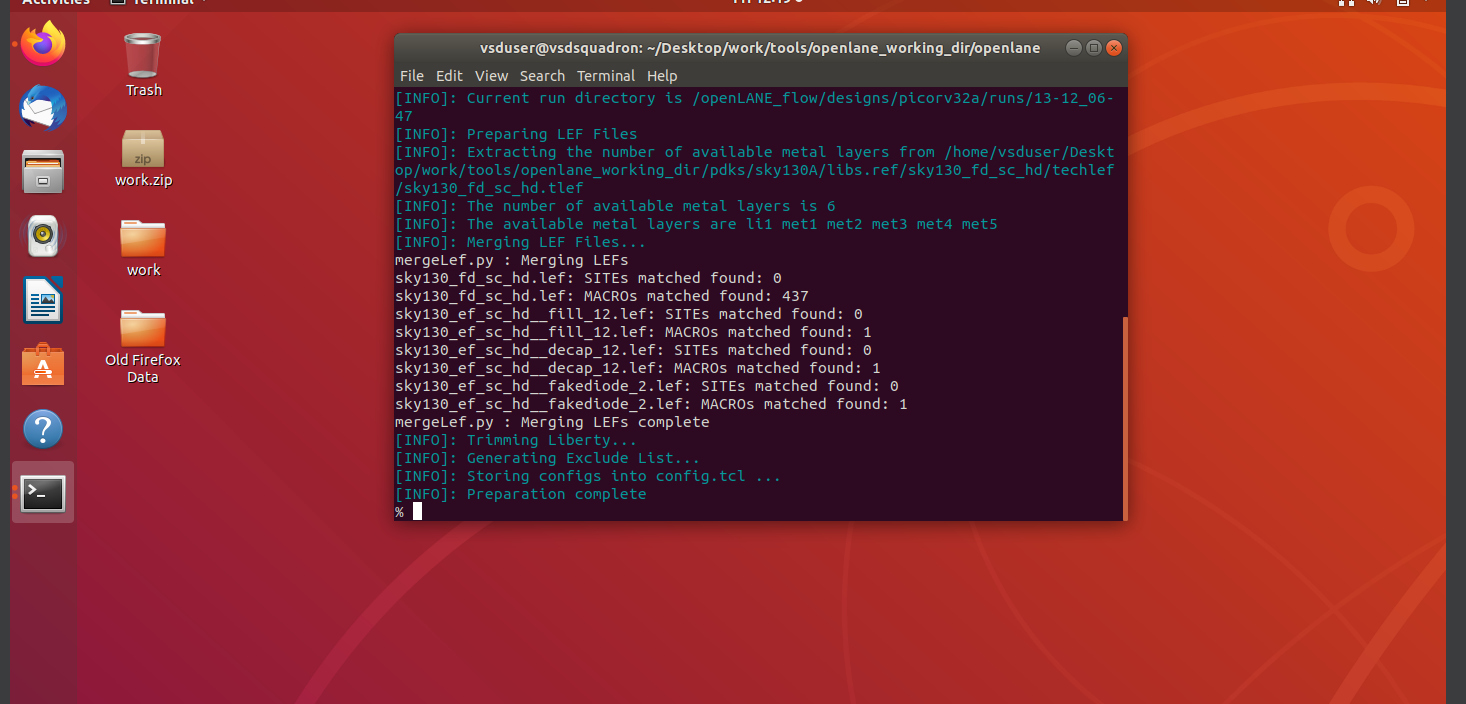 Activities
Terminal
vsduser@vsdsquadron: ~/Desktop/work/tools/openlane_working_dir/openlane
File Edit View Search Terminal Help
[INFO]: Current run directory is /openLANE_flow/designs/picorv32a/runs/13-12_06-
47
[INFO]: Preparing LEF Files
[INFO]: Extracting the number of available metal layers from /home/vsduser/Deskt
op/work/tools/openlane_working_dir/pdks/sky130A/libs.ref/sky130_fd_sc_hd/techlef
/sky130_fd_sc_hd.tlef
[INFO]: The number of available metal layers is 6
[INFO]: The available metal layers are li1 met1 met2 met3 met4 met5
[INFO]: Merging LEF Files...
mergeLef.py : Merging LEFs
sky130_fd_sc_hd.lef: SITEs matched found: 0
sky130_fd_sc_hd.lef: MACROs matched found: 437
sky130_ef_sc_hd__fill_12.lef: SITEs matched found: 0
sky130_ef_sc_hd__fill_12.lef: MACROs matched found: 1
sky130_ef_sc_hd__decap_12.lef: SITEs matched found: 0
sky130_ef_sc_hd__decap_12.lef: MACROs matched found: 1
sky130_ef_sc_hd__fakediode_2.lef: SITEs matched found: 0
sky130_ef_sc_hd__fakediode_2.lef: MACROs matched found: 1
mergeLef.py : Merging LEFs complete
[INFO]: Trimming Liberty...
[INFO]: Generating Exclude List...
[INFO]: Storing configs into config.tcl ...
[INFO]: Preparation complete
%
Trash
zip
work.zip
work
Old Firefox
Data